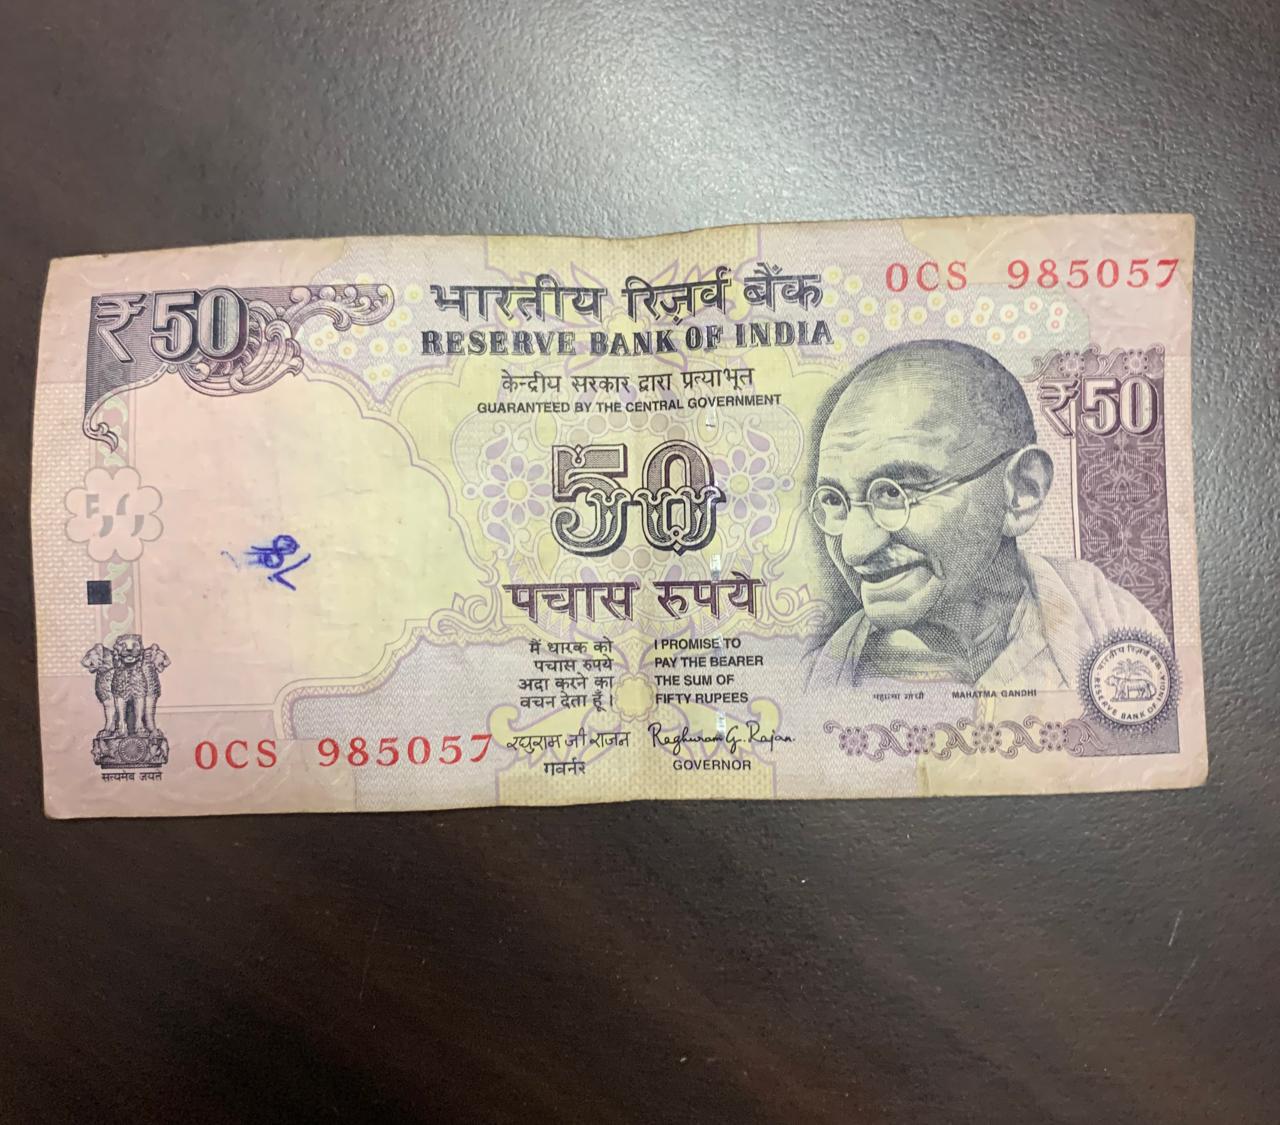 0CS 985057
₹50
भारतीय रिज़र्व बैंक
RESERVE BANK OF INDIA
केन्द्रीय सरकार द्वारा प्रत्याभूत
GUARANTEED BY THE CENTRAL GOVERNMENT
₹50
50
पचास रुपये
मैं धारक को
पचास रुपये
अदा करने का
वचन देता हूँ।
I PROMISE TO
PAY THE BEARER
THE SUM OF
FIFTY RUPEES
महात्मा गांधी MAHATMA GANDHI
भारतीय रिज़र्व बैंक
RESERVE BANK OF INDIA
रघुराम जी राजन
गवर्नर
Raghuram G. Rajan
GOVERNOR
सत्यमेव जयते
0CS 985057